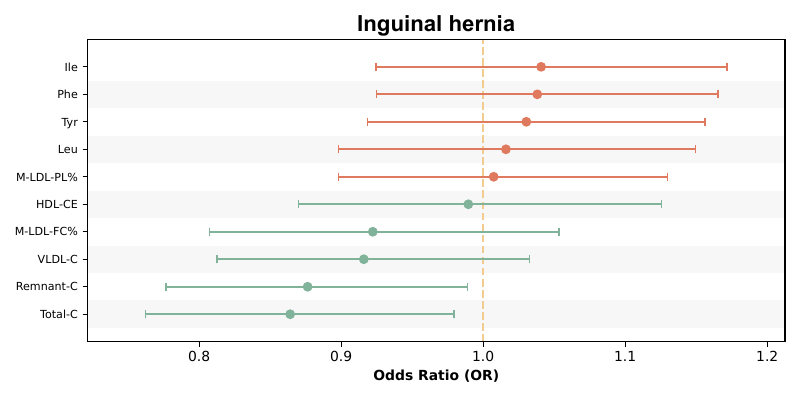 Inguinal hernia
Ile
Phe
Tyr
Leu
M-LDL-PL%
HDL-CE
M-LDL-FC%
VLDL-C
Remnant-C
Total-C
0.8 0.9 1.0 1.1 1.2
Odds Ratio (OR)